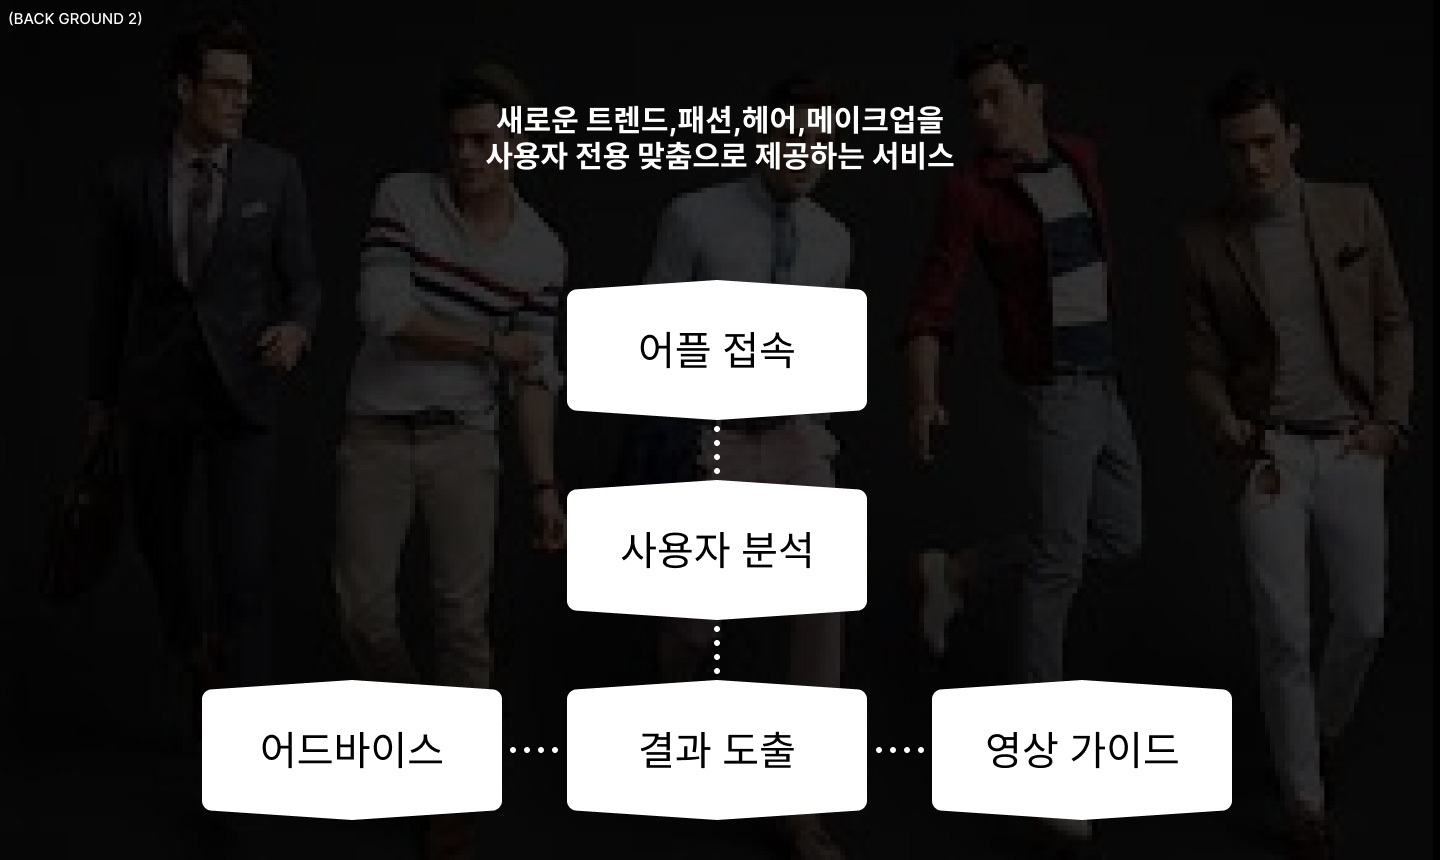 (BACK GROUND 2)
새로운 트렌드,패션,헤어,메이크업을
사용자 전용 맞춤으로 제공하는 서비스
어플 접속
사용자 분석
어드바이스
결과 도출
영상 가이드